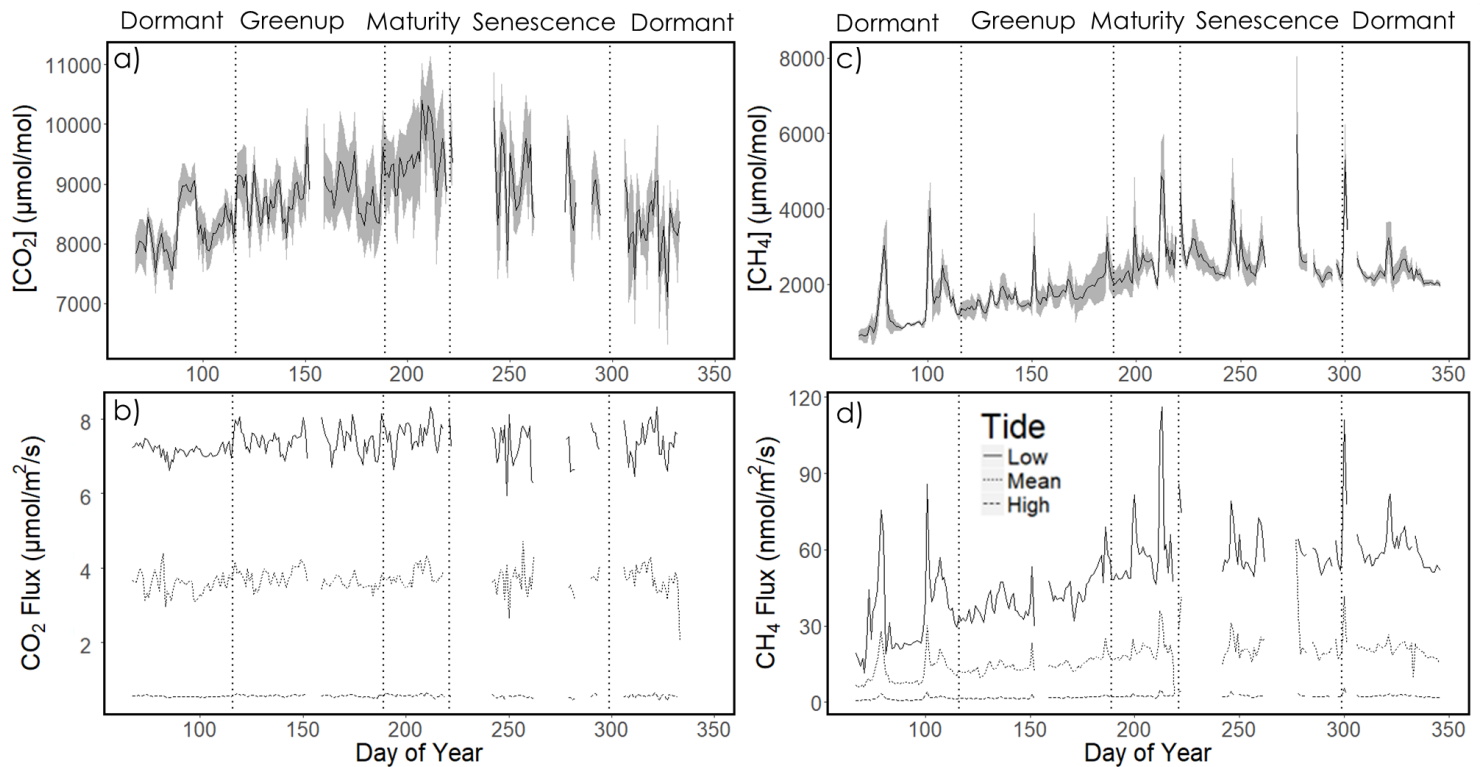 Dormant Greenup Maturity Senescence Dormant
Dormant Greenup Maturity Senescence Dormant
a)
[CO₂] (μmol/mol)
11000
10000
9000
8000
7000
100 150 200 250 300 350
c)
[CH₄] (μmol/mol)
8000
6000
4000
2000
100 150 200 250 300 350
b)
CO₂ Flux (μmol/m²/s)
8
6
4
2
100 150 200 250 300 350
Day of Year
d)
CH₄ Flux (nmol/m²/s)
120
90
60
30
0
Tide
Low
Mean
High
100 150 200 250 300 350
Day of Year